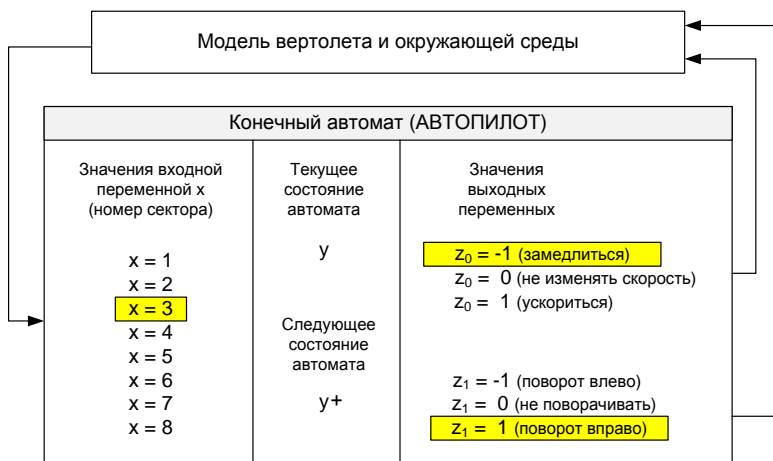 Модель вертолета и окружающей среды
Конечный автомат (АВТОПИЛОТ)
Значения входной
переменной x
(номер сектора)
x = 1
x = 2
x = 3
x = 4
x = 5
x = 6
x = 7
x = 8
Текущее
состояние
автомата
y
Следующее
состояние
автомата
y+
Значения
выходных
переменных
z₀ = -1 (замедлиться)
z₀ = 0 (не изменять скорость)
z₀ = 1 (ускориться)
z₁ = -1 (поворот влево)
z₁ = 0 (не поворачивать)
z₁ = 1 (поворот вправо)